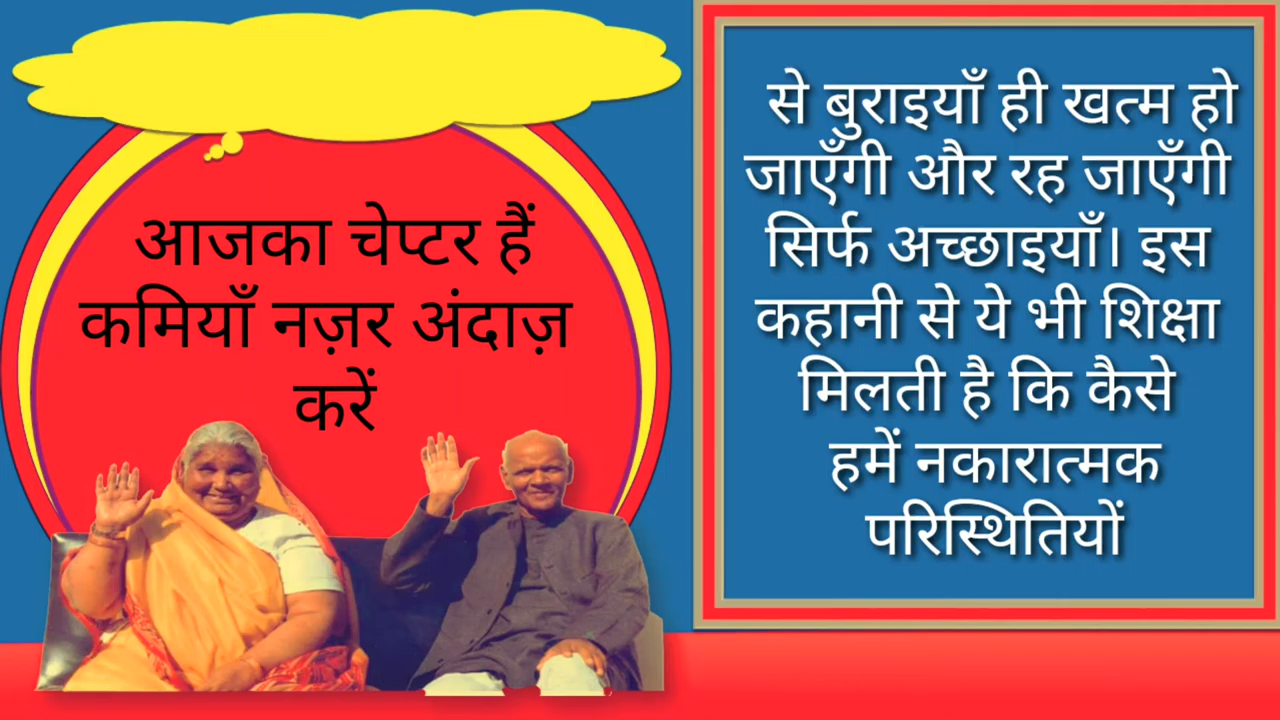 आजका चेप्टर हैं
कमियाँ नज़र अंदाज़
करें
से बुराइयाँ ही खत्म हो
जाएँगी और रह जाएँगी
सिर्फ अच्छाइयाँ। इस
कहानी से ये भी शिक्षा
मिलती है कि कैसे
हमें नकारात्मक
परिस्थितियों